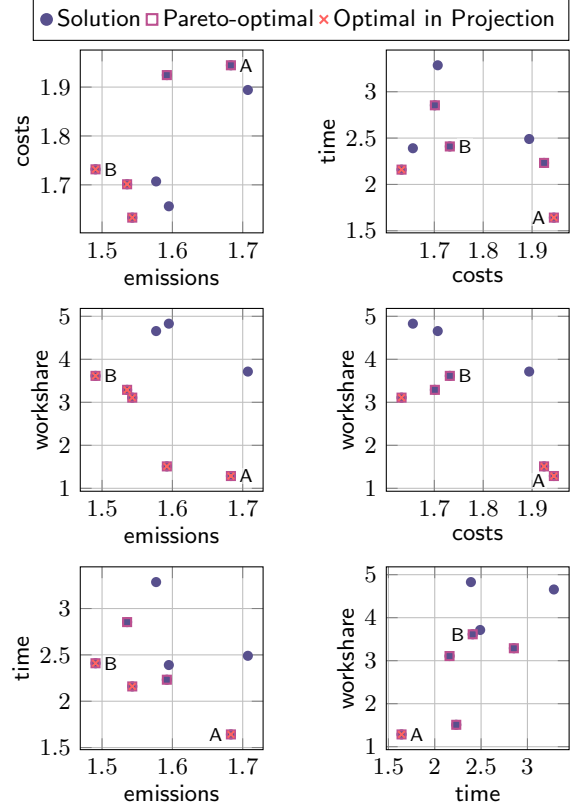 Solution Pareto-optimal Optimal in Projection
1.9
1.8
1.7
costs
A
B
1.5 1.6 1.7
emissions
3
2.5
2
1.5
time
B
A
1.7 1.8 1.9
costs
5
4
3
2
1
workshare
B
A
1.5 1.6 1.7
emissions
5
4
3
2
1
workshare
B
A
1.7 1.8 1.9
costs
3
2.5
2
1.5
time
B
A
1.5 1.6 1.7
emissions
5
4
3
2
1
workshare
B
A
1.5 2 2.5 3
time